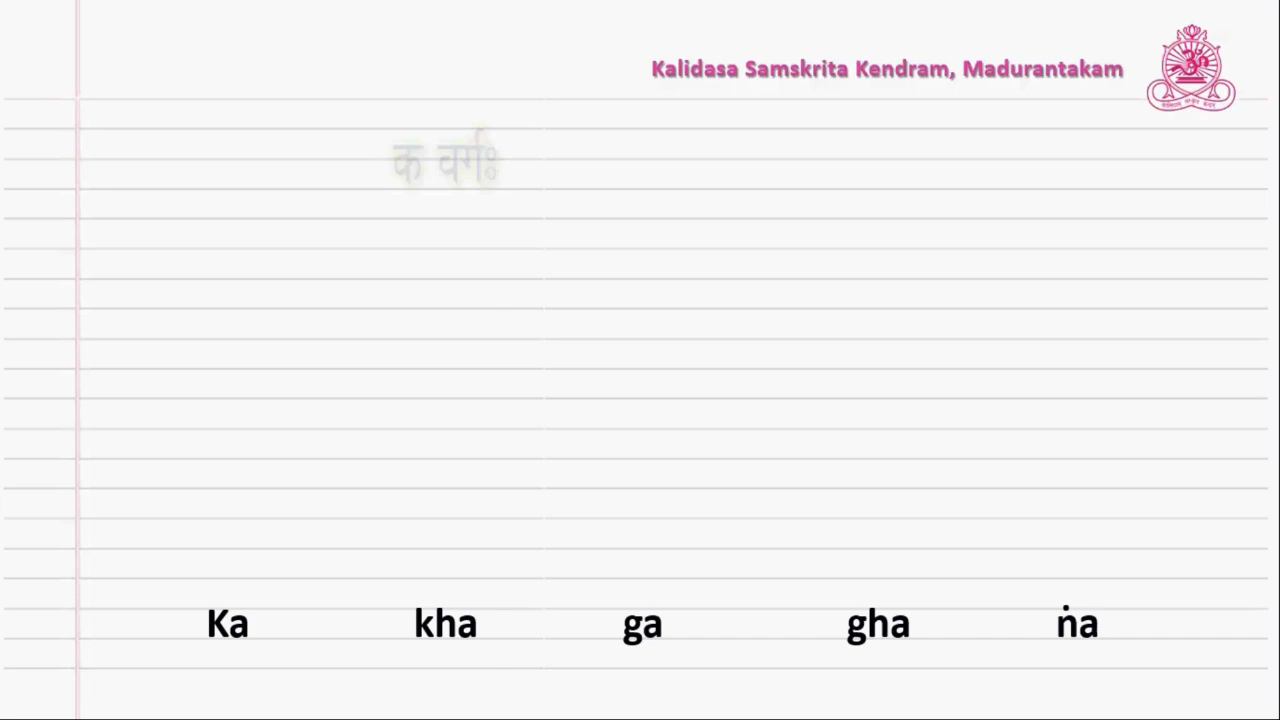 Kalidasa Samskrita Kendram, Madurantakam
क वर्गः
Ka kha ga gha ṅa